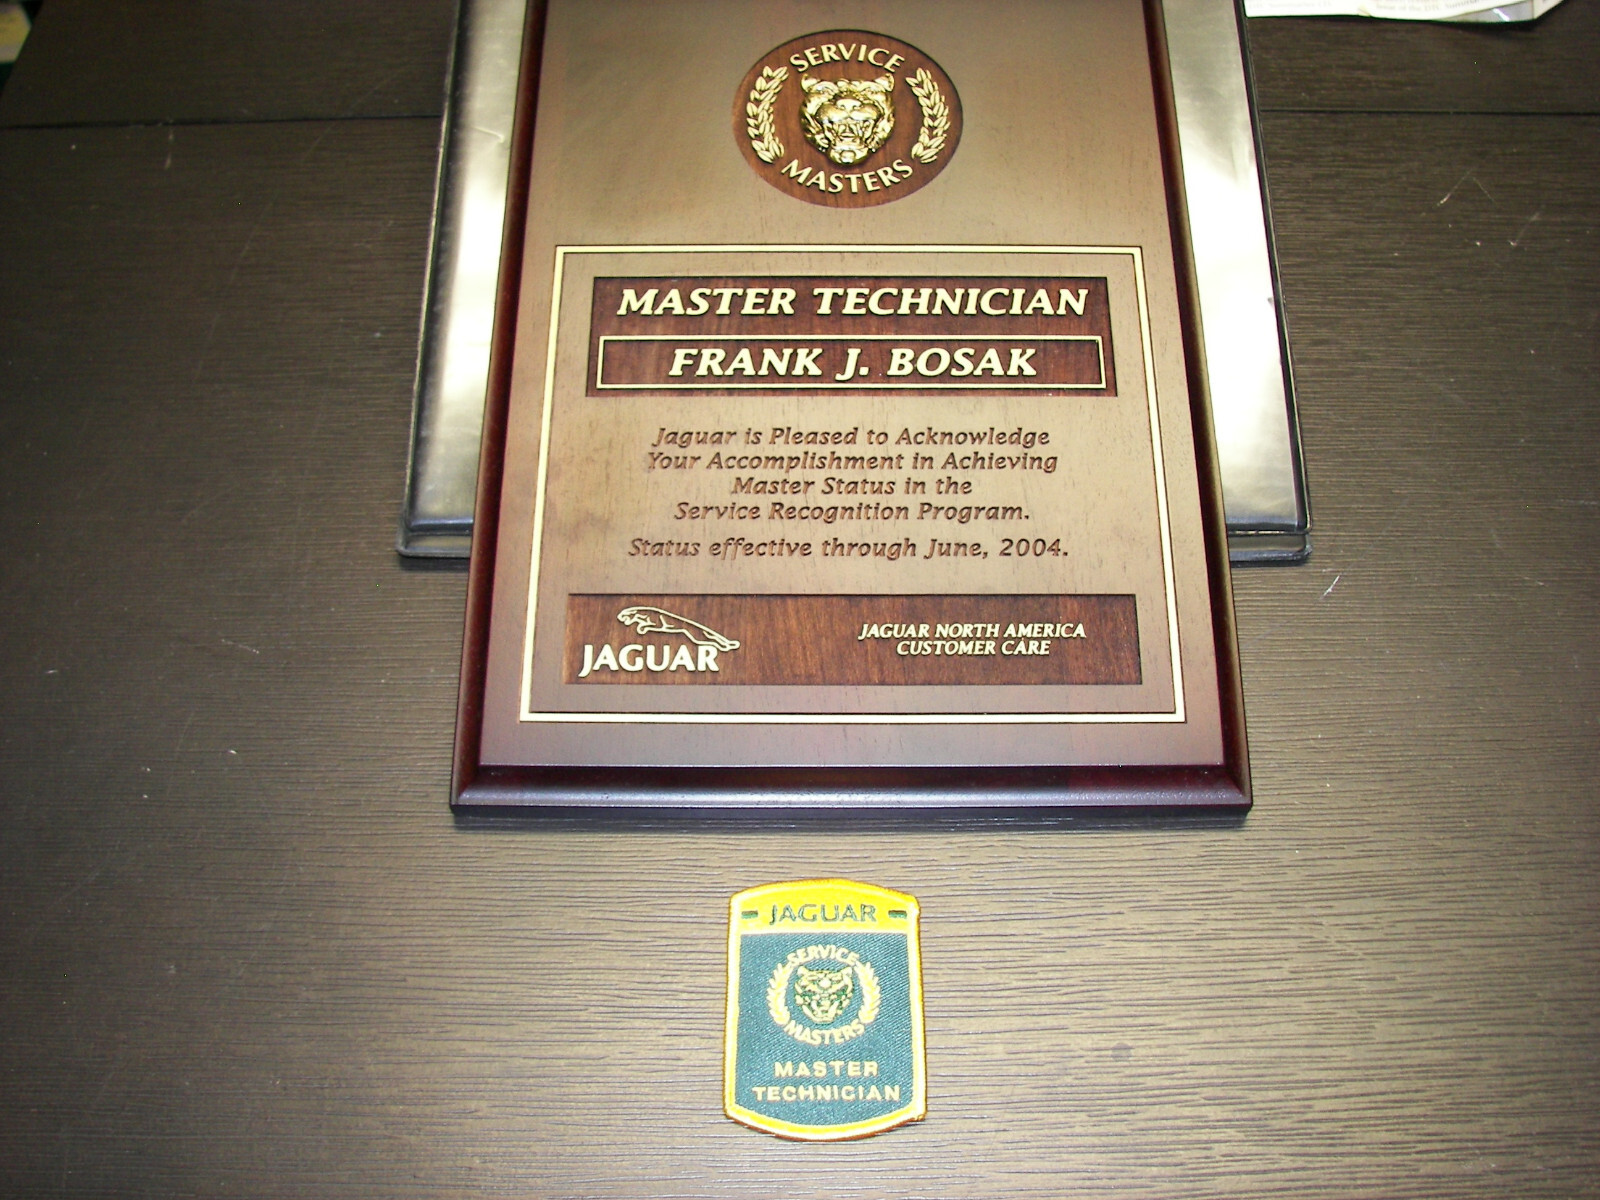 SERVICE
MASTERS
MASTER TECHNICIAN
FRANK J. BOSAK
Jaguar is Pleased to Acknowledge
Your Accomplishment in Achieving
Master Status in the
Service Recognition Program.
Status effective through June, 2004.
JAGUAR
JAGUAR NORTH AMERICA
CUSTOMER CARE
- JAGUAR -
SERVICE
MASTERS
MASTER
TECHNICIAN